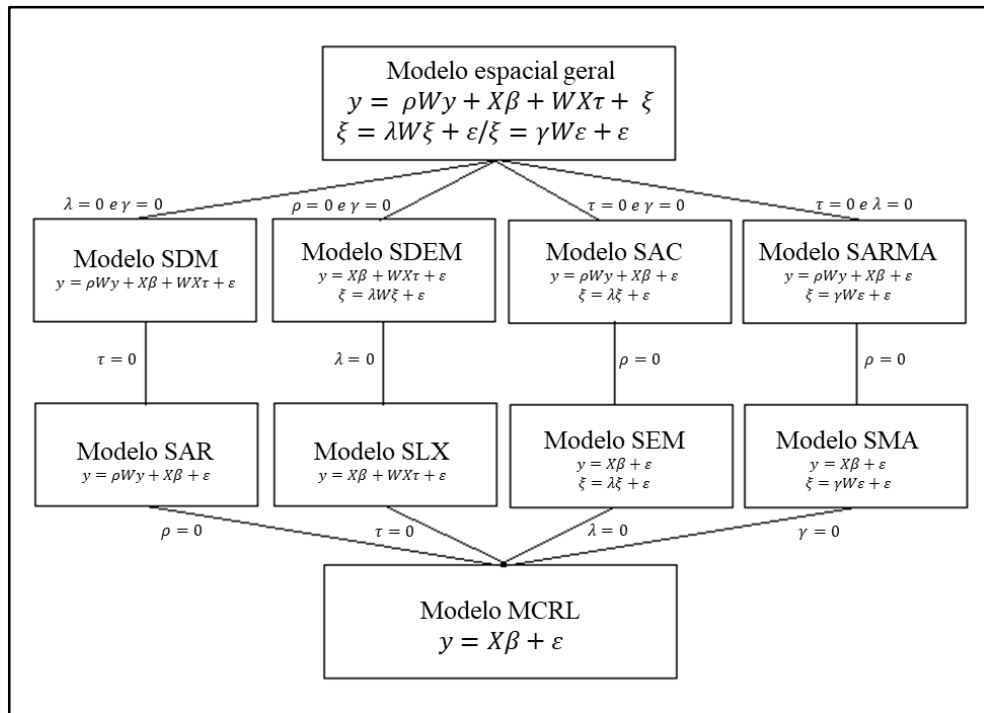 Modelo espacial geral
y = ρWy + Xβ + WXτ + ξ
ξ = λWξ + ε/ξ = γWε + ε
λ = 0 e γ = 0
ρ = 0 e γ = 0
τ = 0 e γ = 0
τ = 0 e λ = 0
Modelo SDM
y = ρWy + Xβ + WXτ + ε
Modelo SDEM
y = Xβ + WXτ + ε
ξ = λWξ + ε
Modelo SAC
y = ρWy + Xβ + ε
ξ = λξ + ε
Modelo SARMA
y = ρWy + Xβ + ε
ξ = γWε + ε
τ = 0
λ = 0
ρ = 0
ρ = 0
Modelo SAR
y = ρWy + Xβ + ε
Modelo SLX
y = Xβ + WXτ + ε
Modelo SEM
y = Xβ + ε
ξ = λξ + ε
Modelo SMA
y = Xβ + ε
ξ = γWε + ε
ρ = 0
τ = 0
λ = 0
γ = 0
Modelo MCRL
y = Xβ + ε